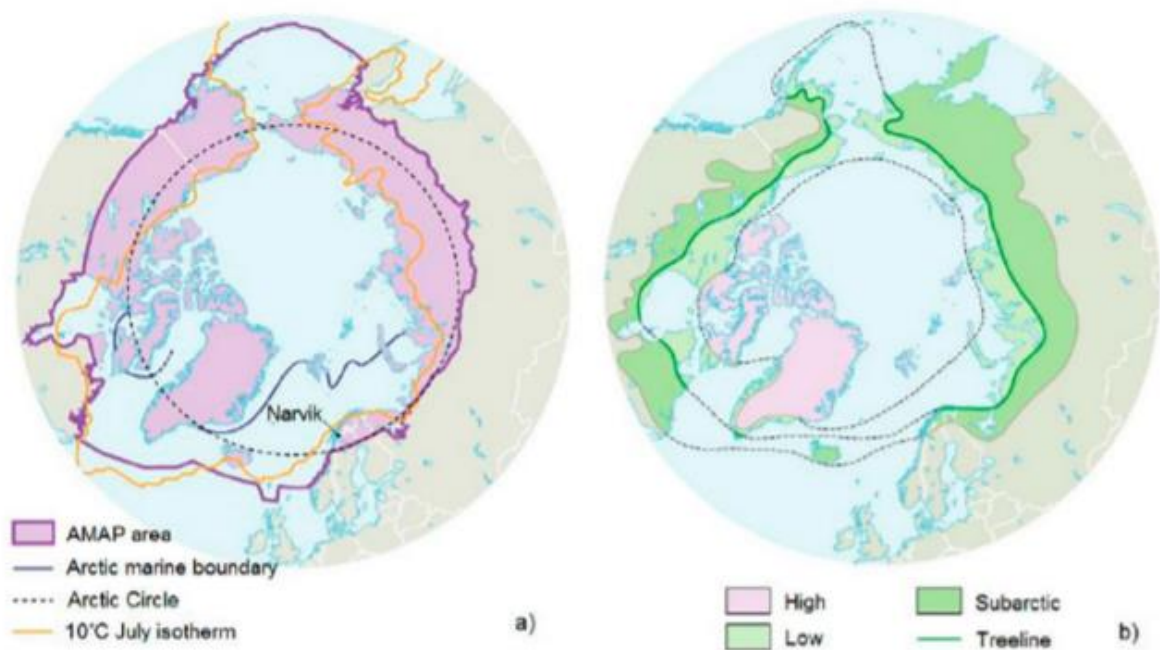 Narvik
AMAP area
Arctic marine boundary
Arctic Circle
10°C July isotherm
a)
High
Low
Subarctic
Treeline
b)